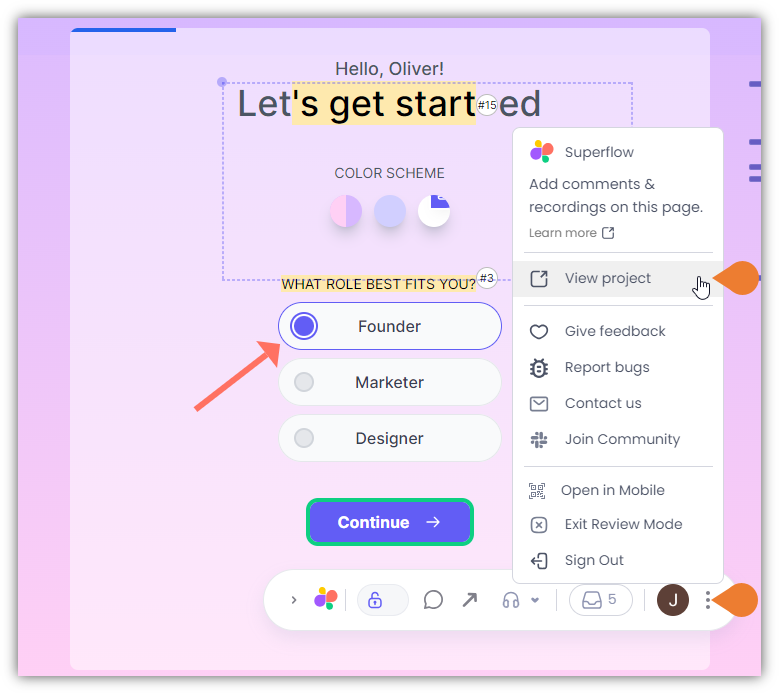 Hello, Oliver!
Let's get started
#15
COLOR SCHEME
WHAT ROLE BEST FITS YOU?
#3
Founder
Marketer
Designer
Continue
Superflow
Add comments &
recordings on this page.
Learn more
View project
Give feedback
Report bugs
Contact us
Join Community
Open in Mobile
Exit Review Mode
Sign Out
5
J